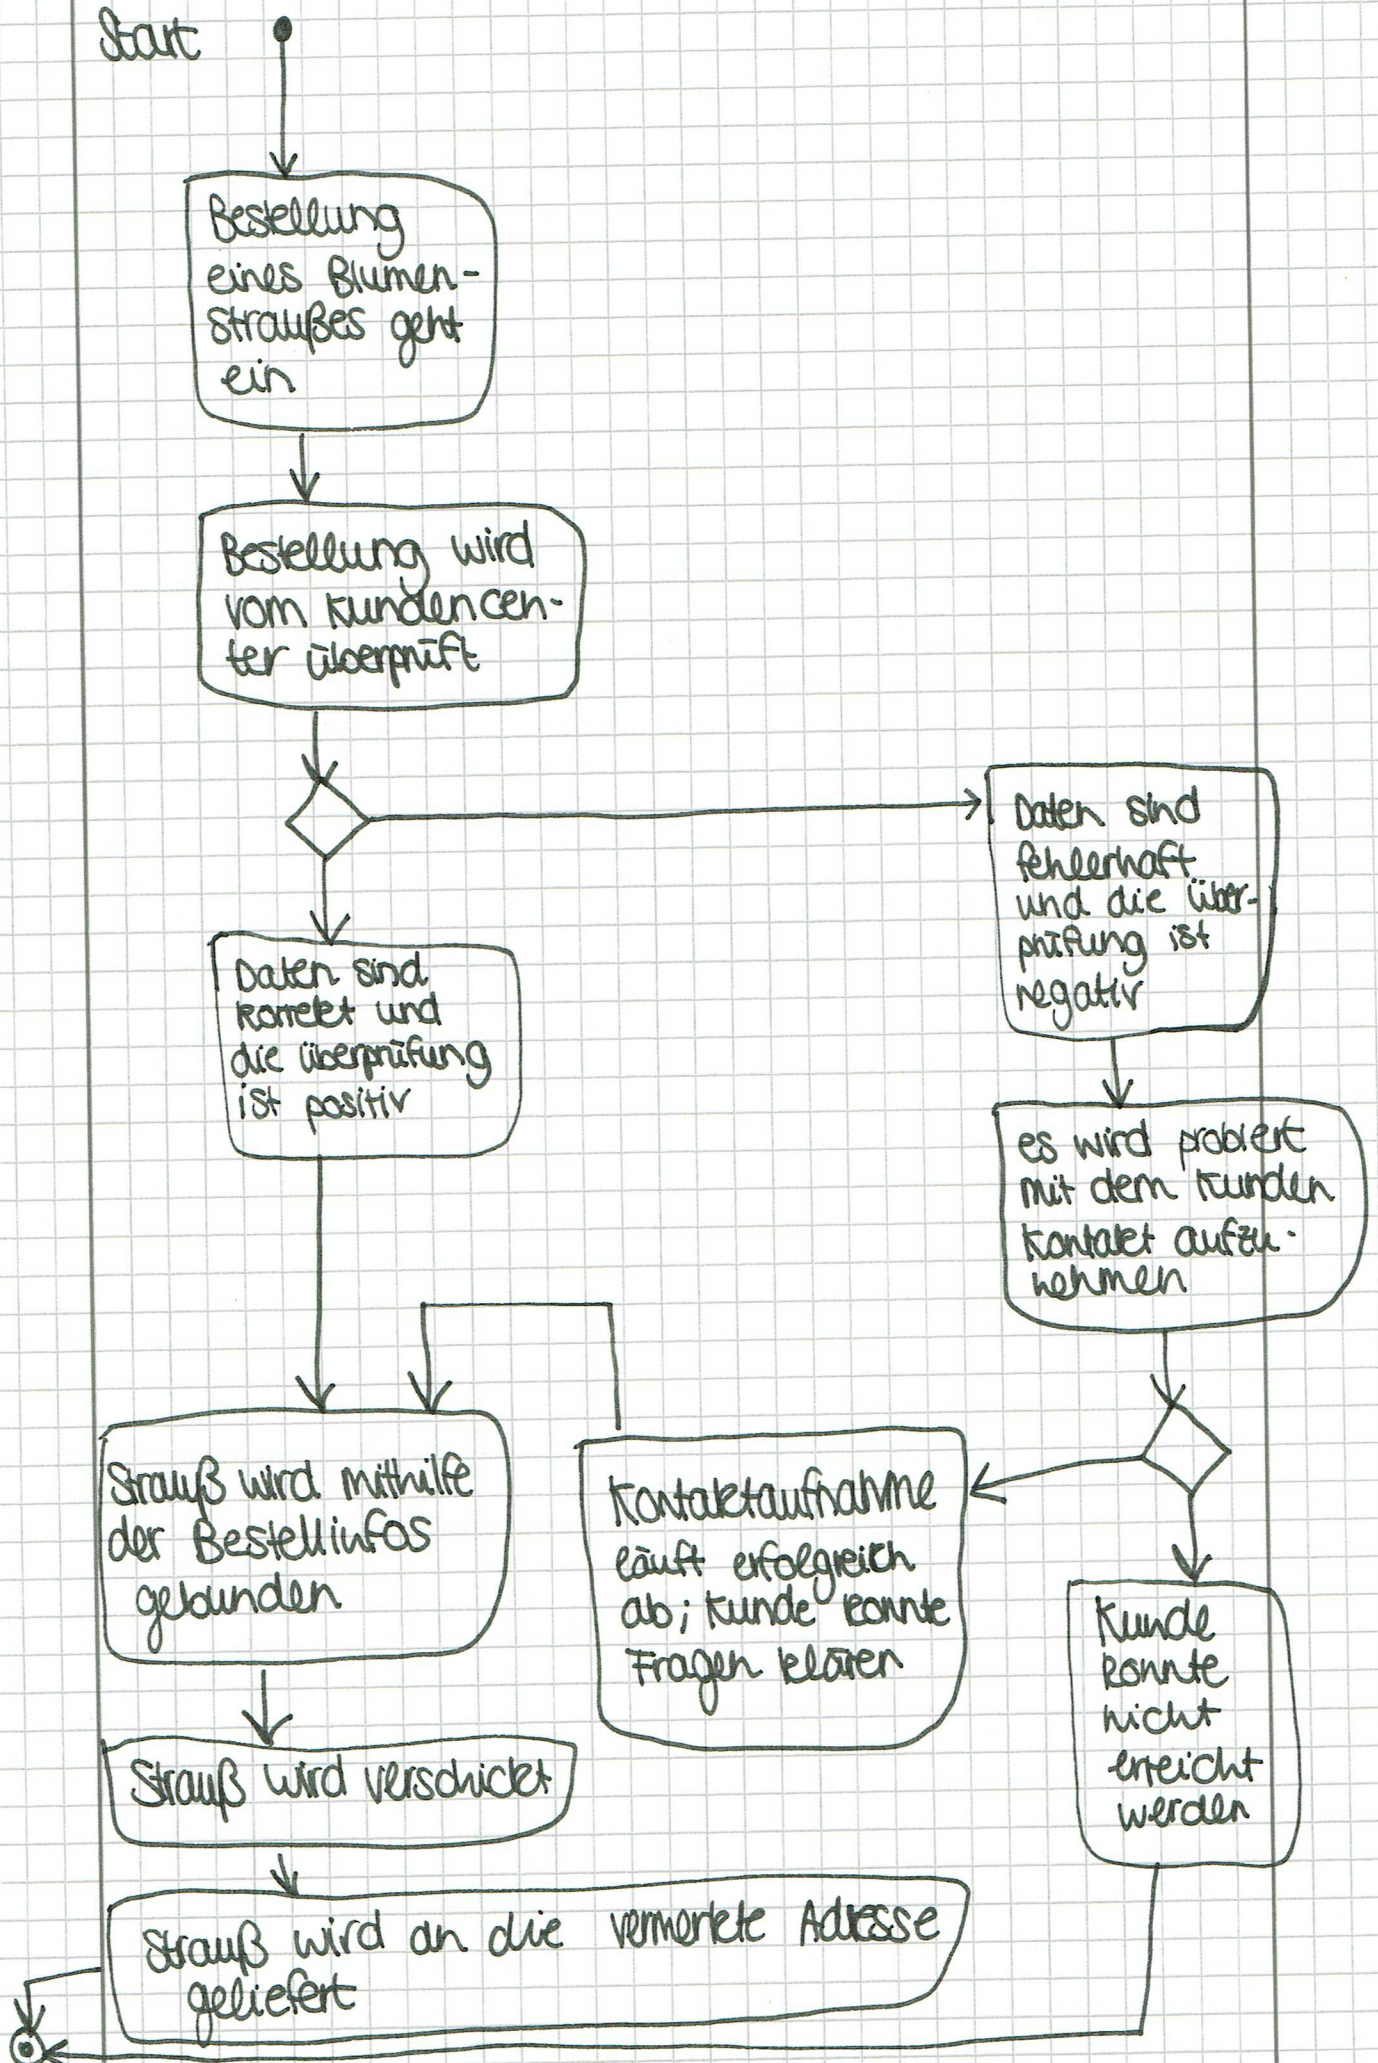 Start
Bestellung
eines Blumen-
straußes geht
ein
Bestellung wird
vom Kundencen-
ter überprüft
Daten sind
korrekt und
die überprüfung
ist positiv
Daten sind
fehlerhaft
und die über-
prüfung ist
negativ
es wird probiert
mit dem Kunden
Kontakt aufzu-
nehmen
Kontaktaufnahme
läuft erfolgreich
ab; Kunde konnte
Fragen klären
Kunde
konnte
nicht
erreicht
werden
Strauß wird mithilfe
der Bestellinfos
gebunden
Strauß wird verschickt
Strauß wird an die vermerkte Adresse
geliefert